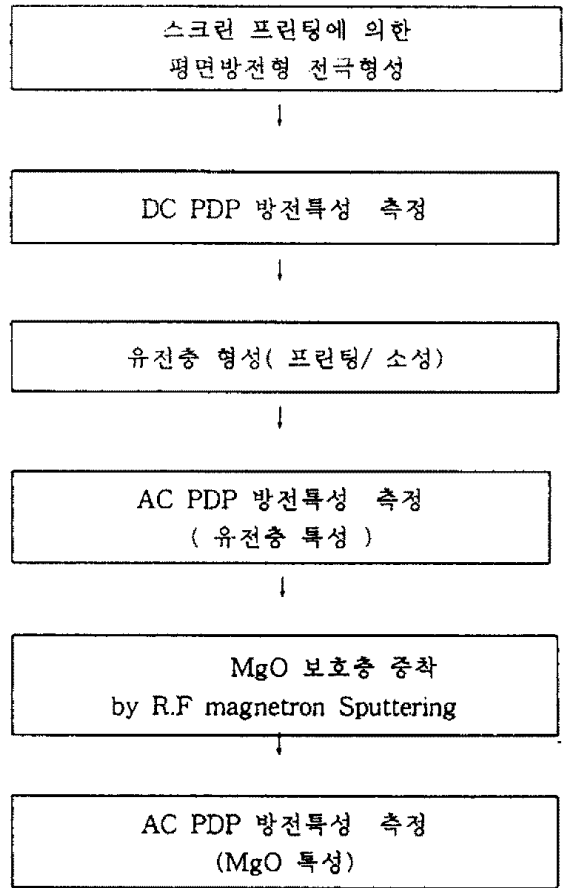 스크린 프린팅에 의한
평면방전형 전극형성
↓
DC PDP 방전특성 측정
↓
유전층 형성( 프린팅/ 소성)
↓
AC PDP 방전특성 측정
( 유전층 특성 )
↓
MgO 보호층 증착
by R.F magnetron Sputtering
↓
AC PDP 방전특성 측정
(MgO 특성)